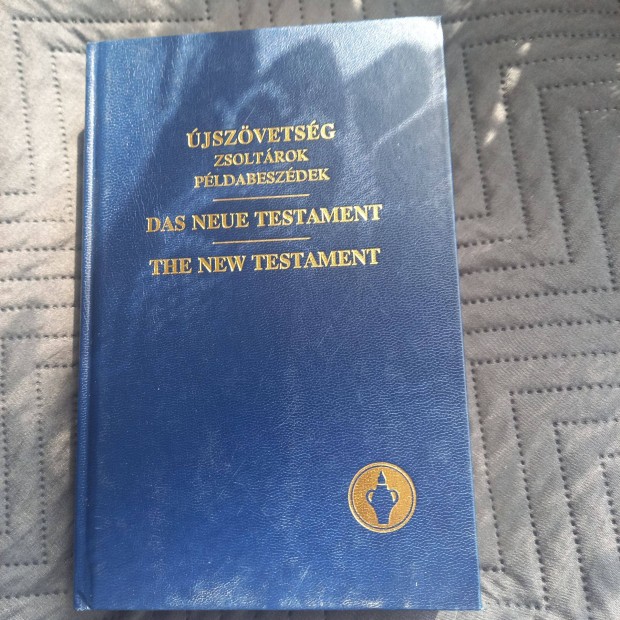 ÚJSZÖVETSÉG
ZSOLTÁROK
PÉLDABESZÉDEK
DAS NEUE TESTAMENT
THE NEW TESTAMENT